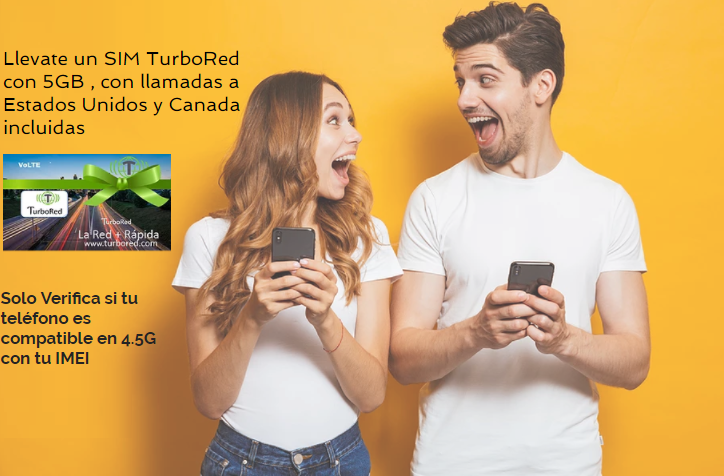 Llevate un SIM TurboRed
con 5GB , con llamadas a
Estados Unidos y Canada
incluidas
VoLTE
T
TurboRed
TurboRed
La Red + Rápida
www.turbored.com
Solo Verifica si tu
teléfono es
compatible en 4.5G
con tu IMEI